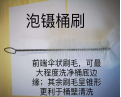 泡镊桶刷
前端伞状刷毛，可最
大程度洗净桶底边
缘；其余刷毛呈锥形
更利于桶壁清洗